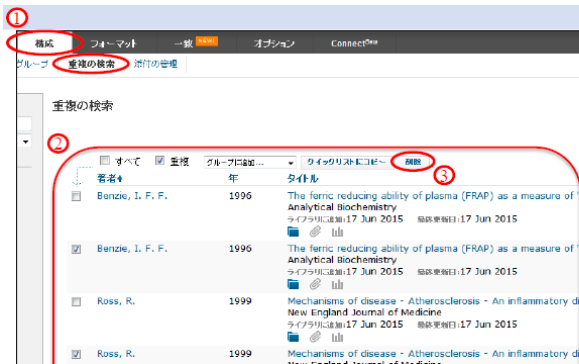 ①
構成 フォーマット 一致 NEW! オプション Connect
グループ 重複の検索 添付の管理
重複の検索
②
すべて 重複 グループに追加... クイックリストにコピー 削除
③
著者 年 タイトル
Benzie, I. F. F. 1996 The ferric reducing ability of plasma (FRAP) as a measure of
Analytical Biochemistry
ライブラリに追加:17 Jun 2015 最終更新日:17 Jun 2015
Benzie, I. F. F. 1996 The ferric reducing ability of plasma (FRAP) as a measure of
Analytical Biochemistry
ライブラリに追加:17 Jun 2015 最終更新日:17 Jun 2015
Ross, R. 1999 Mechanisms of disease - Atherosclerosis - An inflammatory di
New England Journal of Medicine
ライブラリに追加:17 Jun 2015 最終更新日:17 Jun 2015
Ross, R. 1999 Mechanisms of disease - Atherosclerosis - An inflammatory di
New England Journal of Medicine